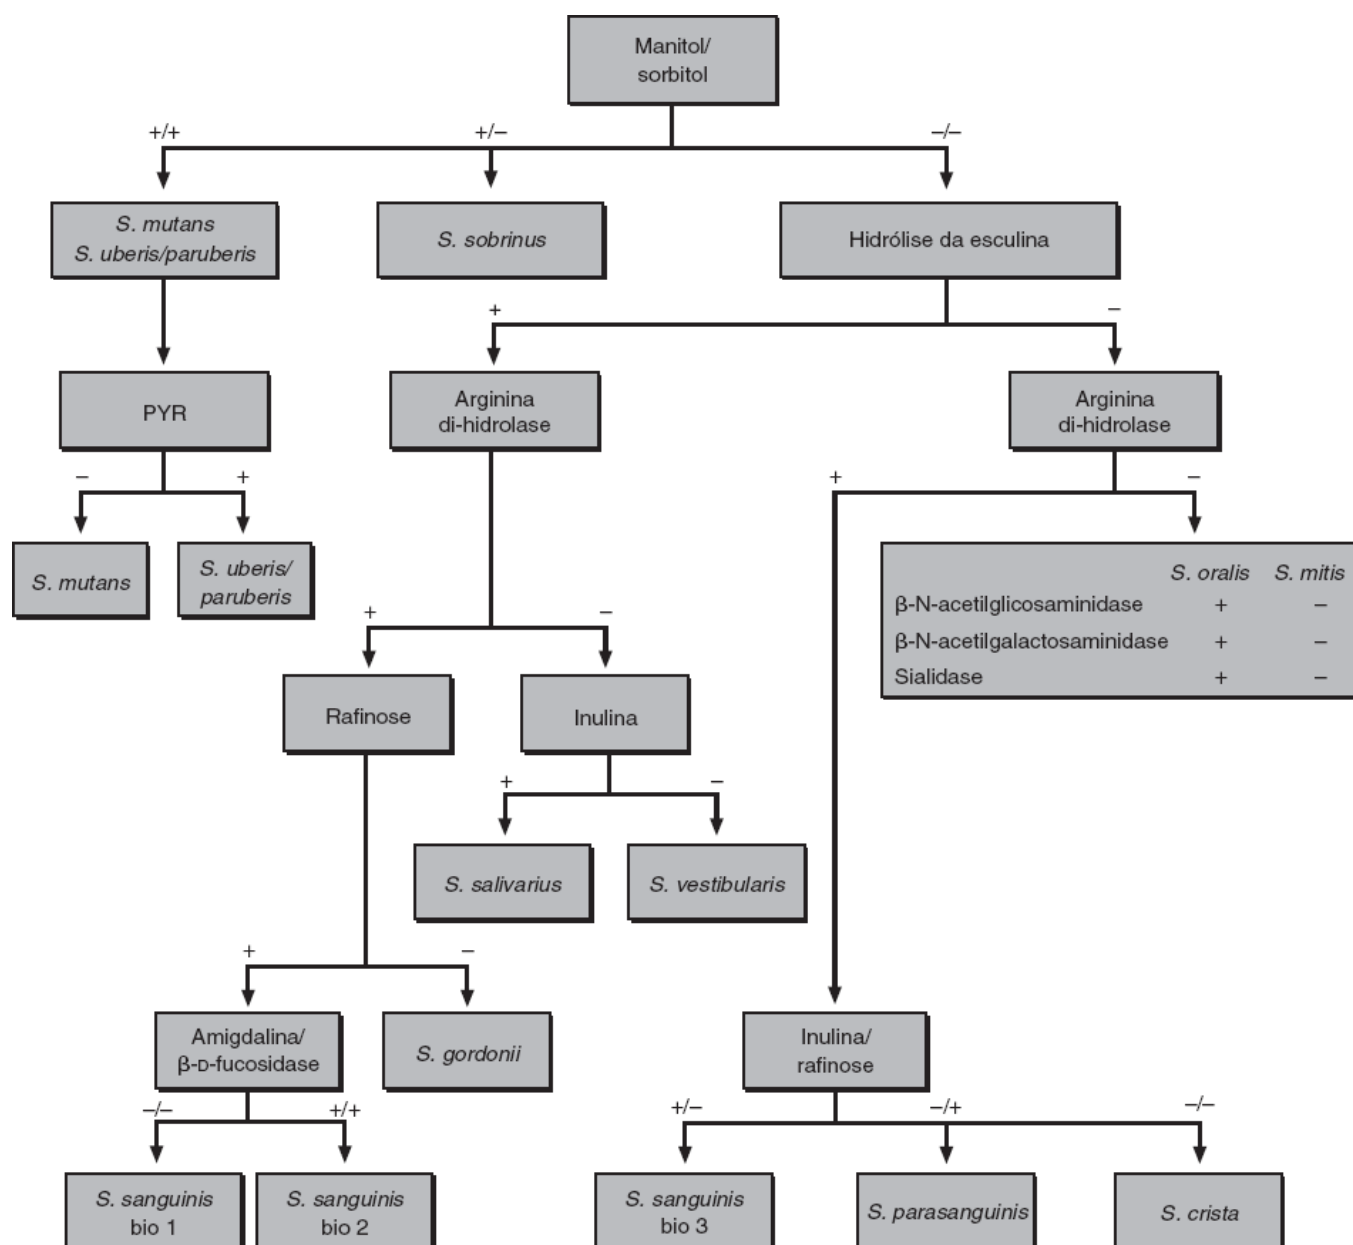 Manitol/
sorbitol
+/+
+/–
–/–
S. mutans
S. uberis/paruberis
S. sobrinus
Hidrólise da esculina
+
–
PYR
Arginina
di-hidrolase
Arginina
di-hidrolase
–
+
+
–
S. mutans
S. uberis/
paruberis
S. oralis S. mitis
β-N-acetilglicosaminidase + –
β-N-acetilgalactosaminidase + –
Sialidase + –
+
–
Rafinose
Inulina
+
–
S. salivarius
S. vestibularis
+
–
Amigdalina/
β-D-fucosidase
S. gordonii
Inulina/
rafinose
–/–
+/+
+/–
–/+
–/–
S. sanguinis
bio 1
S. sanguinis
bio 2
S. sanguinis
bio 3
S. parasanguinis
S. crista